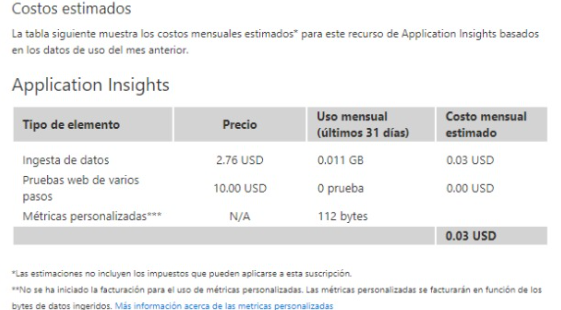 Costos estimados
La tabla siguiente muestra los costos mensuales estimados* para este recurso de Application Insights basados
en los datos de uso del mes anterior.
Application Insights
Tipo de elemento Precio Uso mensual (últimos 31 días) Costo mensual estimado
Ingesta de datos 2.76 USD 0.011 GB 0.03 USD
Pruebas web de varios pasos 10.00 USD 0 prueba 0.00 USD
Métricas personalizadas*** N/A 112 bytes
0.03 USD
*Las estimaciones no incluyen los impuestos que pueden aplicarse a esta suscripción.
**No se ha iniciado la facturación para el uso de métricas personalizadas. Las métricas personalizadas se facturarán en función de los
bytes de datos ingeridos. Más información acerca de las metricas personalizadas